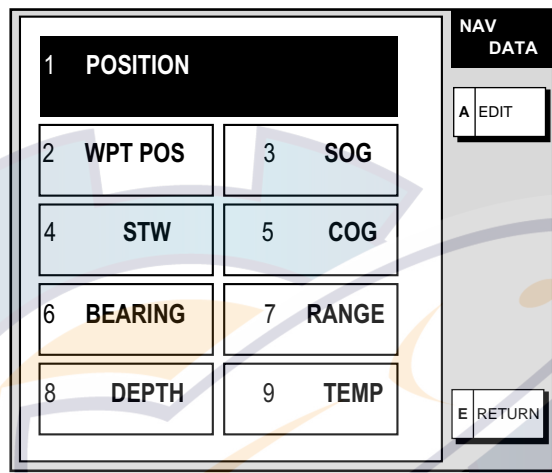 1 POSITION
2 WPT POS
3 SOG
4 STW
5 COG
6 BEARING
7 RANGE
8 DEPTH
9 TEMP
NAV
DATA
A EDIT
E RETURN